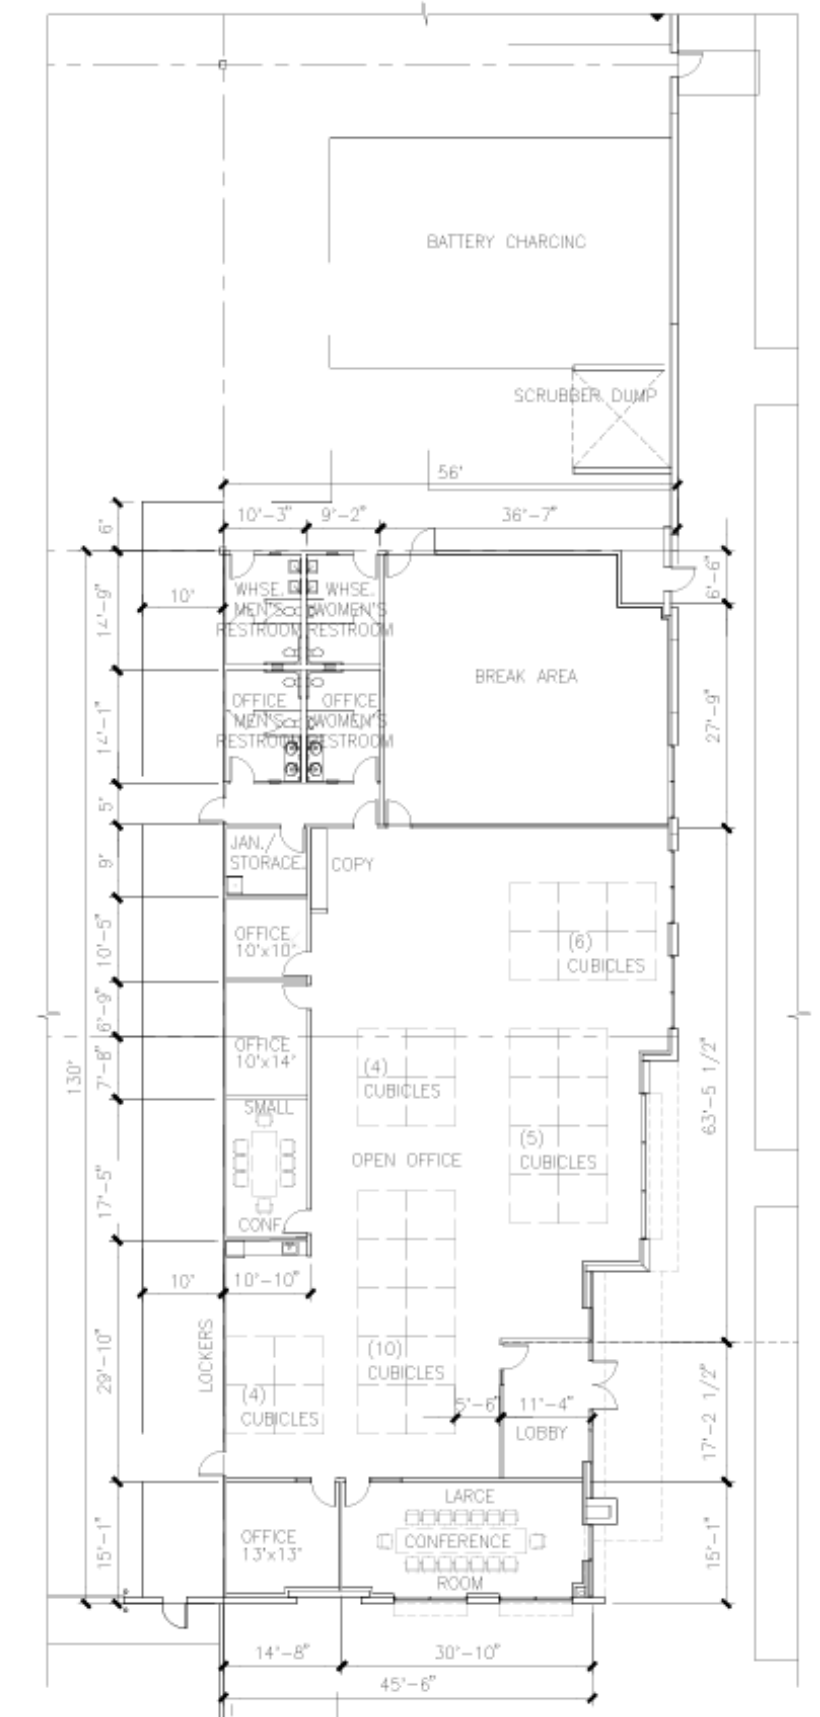 BATTERY CHARGING
SCRUBBER DUMP
56'
10'-3"
9'-2"
36'-7"
6'
10'
14'-9"
6'-6"
WHSE.
MEN'S
RESTROOM
WHSE.
WOMEN'S
RESTROOM
BREAK AREA
27'-9"
14'-1"
OFFICE
MEN'S
RESTROOM
OFFICE
WOMEN'S
RESTROOM
5'
9'
JAN./
STORAGE
COPY
10'-5"
OFFICE
10'x10'
(6)
CUBICLES
6'-9"
130'
7'-8"
OFFICE
10'x14'
(4)
CUBICLES
63'-5 1/2"
(5)
CUBICLES
SMALL
CONF.
OPEN OFFICE
17'-5"
10'
10'-10"
LOCKERS
29'-10"
(10)
CUBICLES
(4)
CUBICLES
5'-6"
11'-4"
LOBBY
17'-2 1/2"
15'-1"
OFFICE
13'x13'
LARGE
CONFERENCE
ROOM
15'-1"
14'-8"
30'-10"
45'-6"